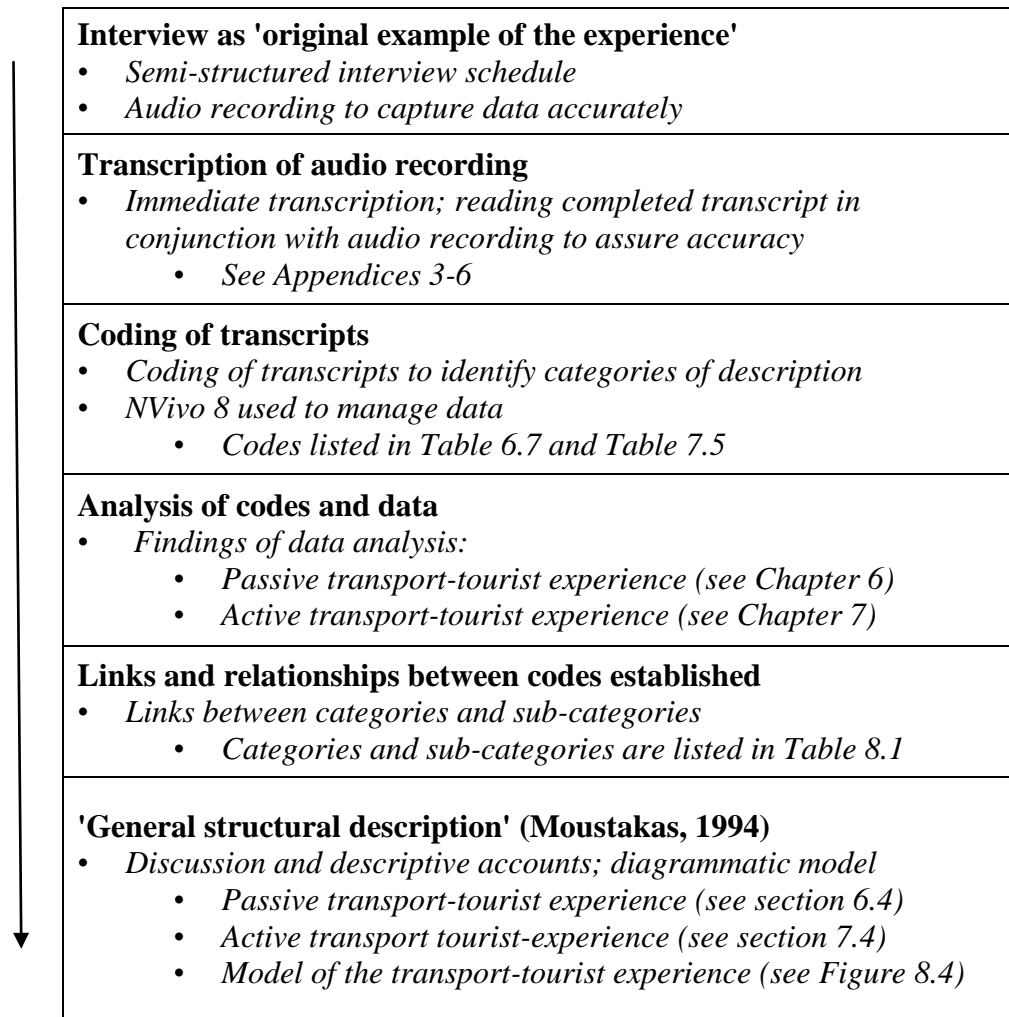 Interview as 'original example of the experience'
• Semi-structured interview schedule
• Audio recording to capture data accurately
Transcription of audio recording
• Immediate transcription; reading completed transcript in
conjunction with audio recording to assure accuracy
• See Appendices 3-6
Coding of transcripts
• Coding of transcripts to identify categories of description
• NVivo 8 used to manage data
• Codes listed in Table 6.7 and Table 7.5
Analysis of codes and data
• Findings of data analysis:
• Passive transport-tourist experience (see Chapter 6)
• Active transport-tourist experience (see Chapter 7)
Links and relationships between codes established
• Links between categories and sub-categories
• Categories and sub-categories are listed in Table 8.1
'General structural description' (Moustakas, 1994)
• Discussion and descriptive accounts; diagrammatic model
• Passive transport-tourist experience (see section 6.4)
• Active transport tourist-experience (see section 7.4)
• Model of the transport-tourist experience (see Figure 8.4)